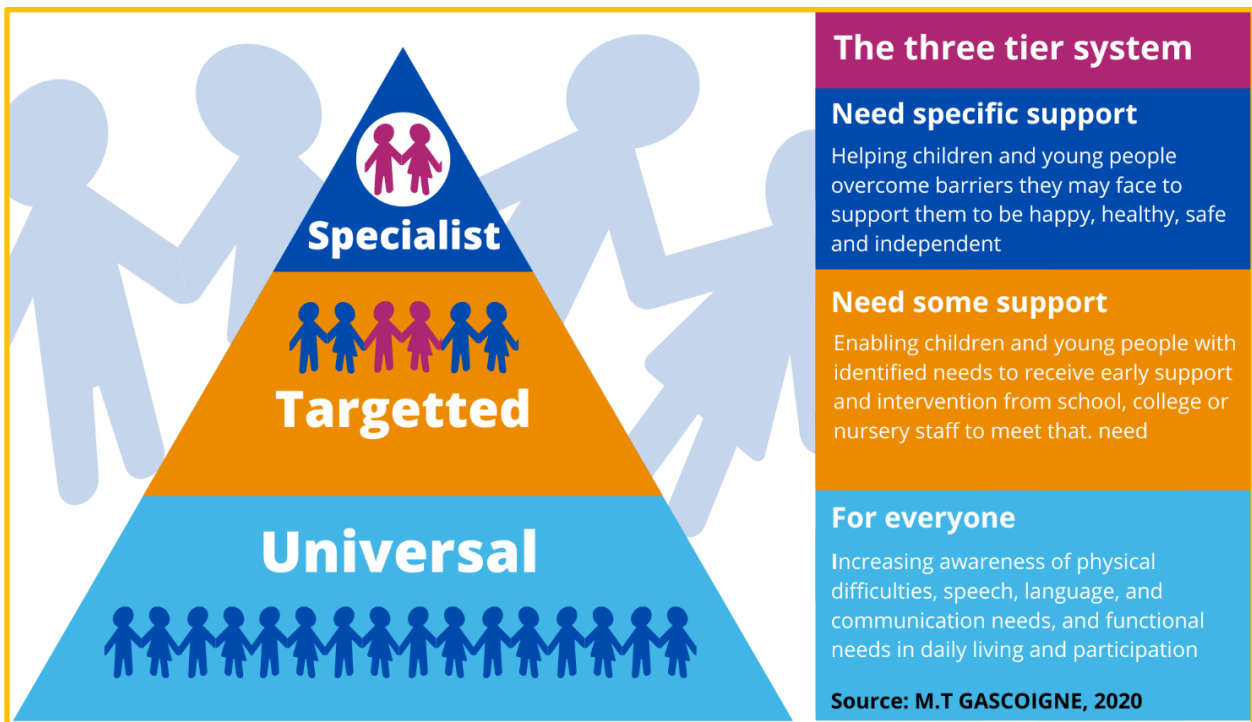 Specialist
Targetted
Universal
The three tier system
Need specific support
Helping children and young people
overcome barriers they may face to
support them to be happy, healthy, safe
and independent
Need some support
Enabling children and young people with
identified needs to receive early support
and intervention from school, college or
nursery staff to meet that. need
For everyone
Increasing awareness of physical
difficulties, speech, language, and
communication needs, and functional
needs in daily living and participation
Source: M.T GASCOIGNE, 2020